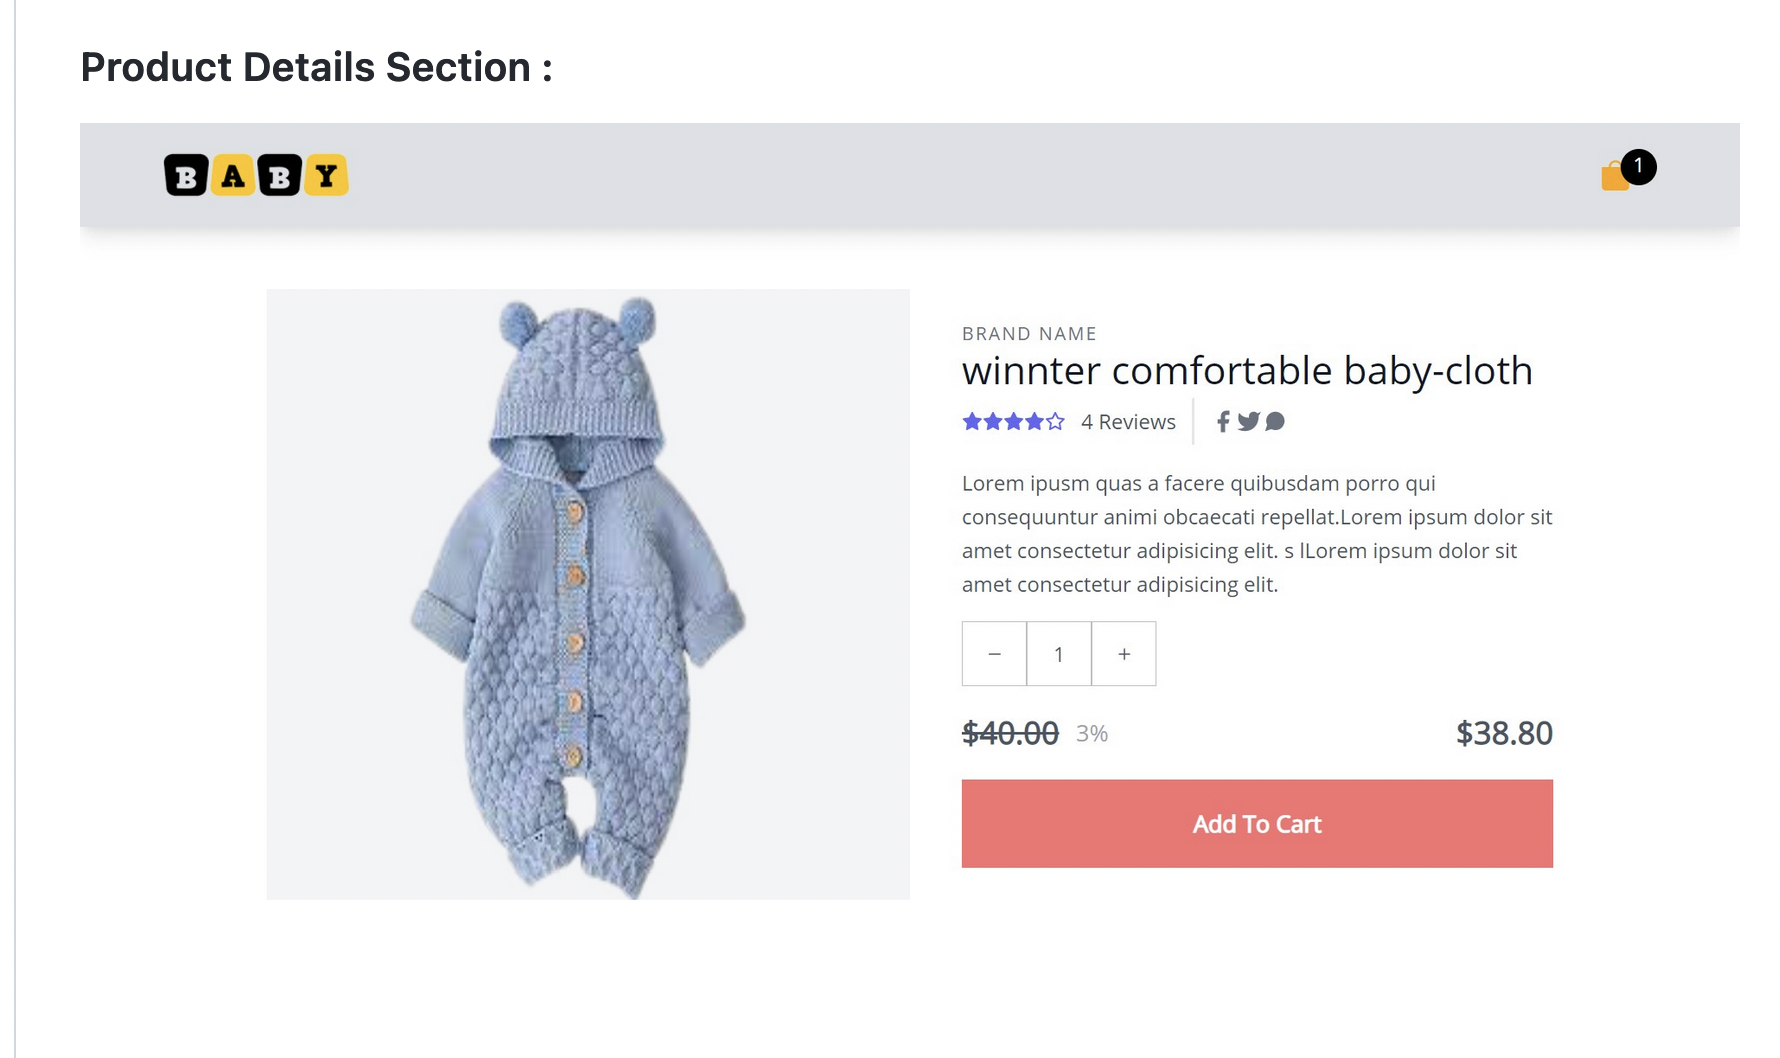 Product Details Section :
BABY
1
BRAND NAME
winnter comfortable baby-cloth
4 Reviews
Lorem ipusm quas a facere quibusdam porro qui
consequuntur animi obcaecati repellat.Lorem ipsum dolor sit
amet consectetur adipisicing elit. s lLorem ipsum dolor sit
amet consectetur adipisicing elit.
− 1 +
$40.00 3% $38.80
Add To Cart